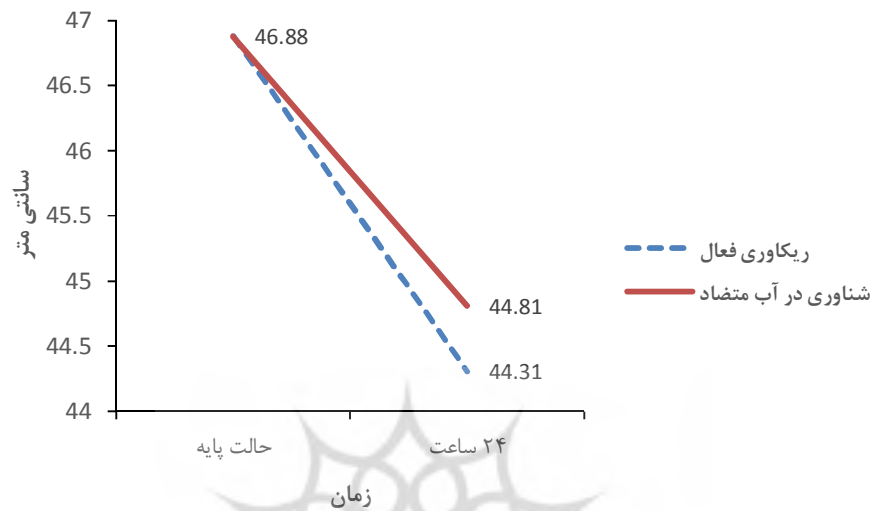 47
46.5
46
45.5
45
44.5
44
سانتی متر
46.88
44.81
44.31
حالت پایه
۲۴ ساعت
زمان
ریکاوری فعال
شناوری در آب متضاد